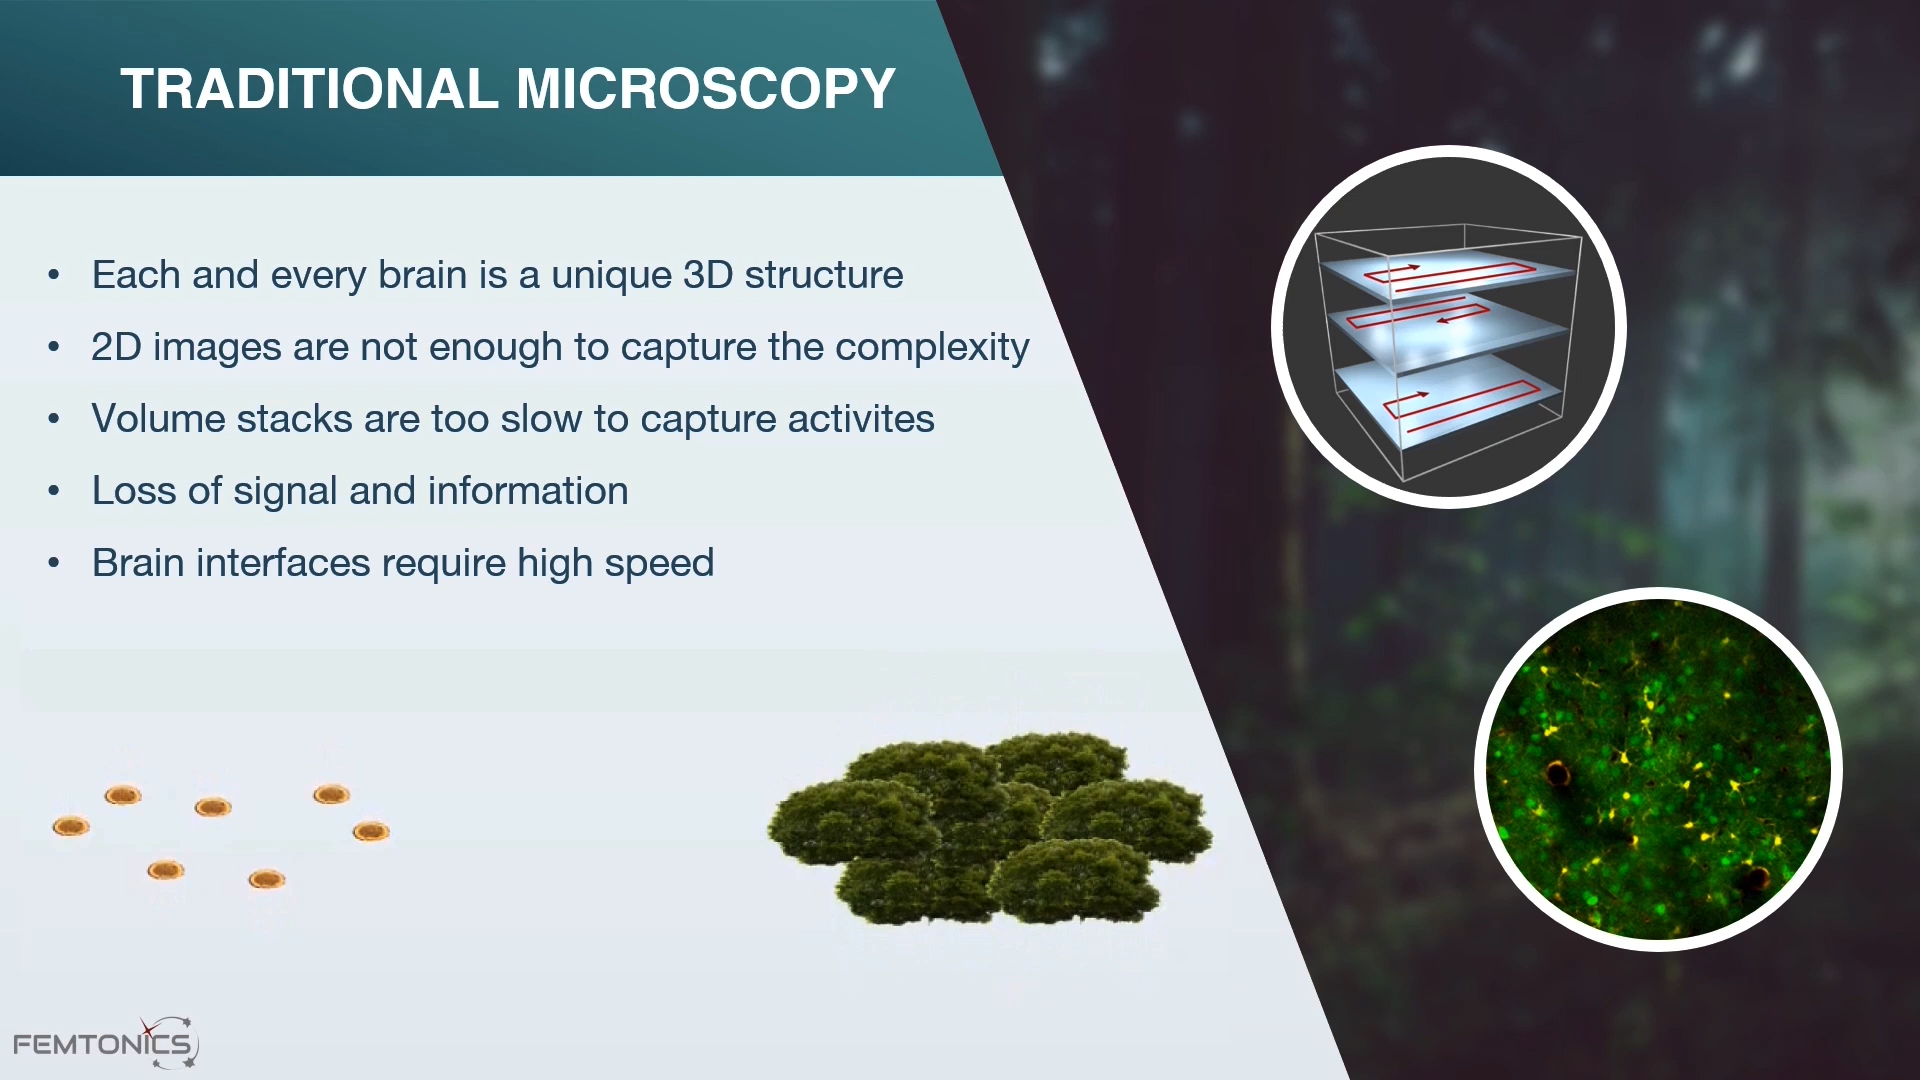 TRADITIONAL MICROSCOPY
• Each and every brain is a unique 3D structure
• 2D images are not enough to capture the complexity
• Volume stacks are too slow to capture activites
• Loss of signal and information
• Brain interfaces require high speed
FEMTONICS